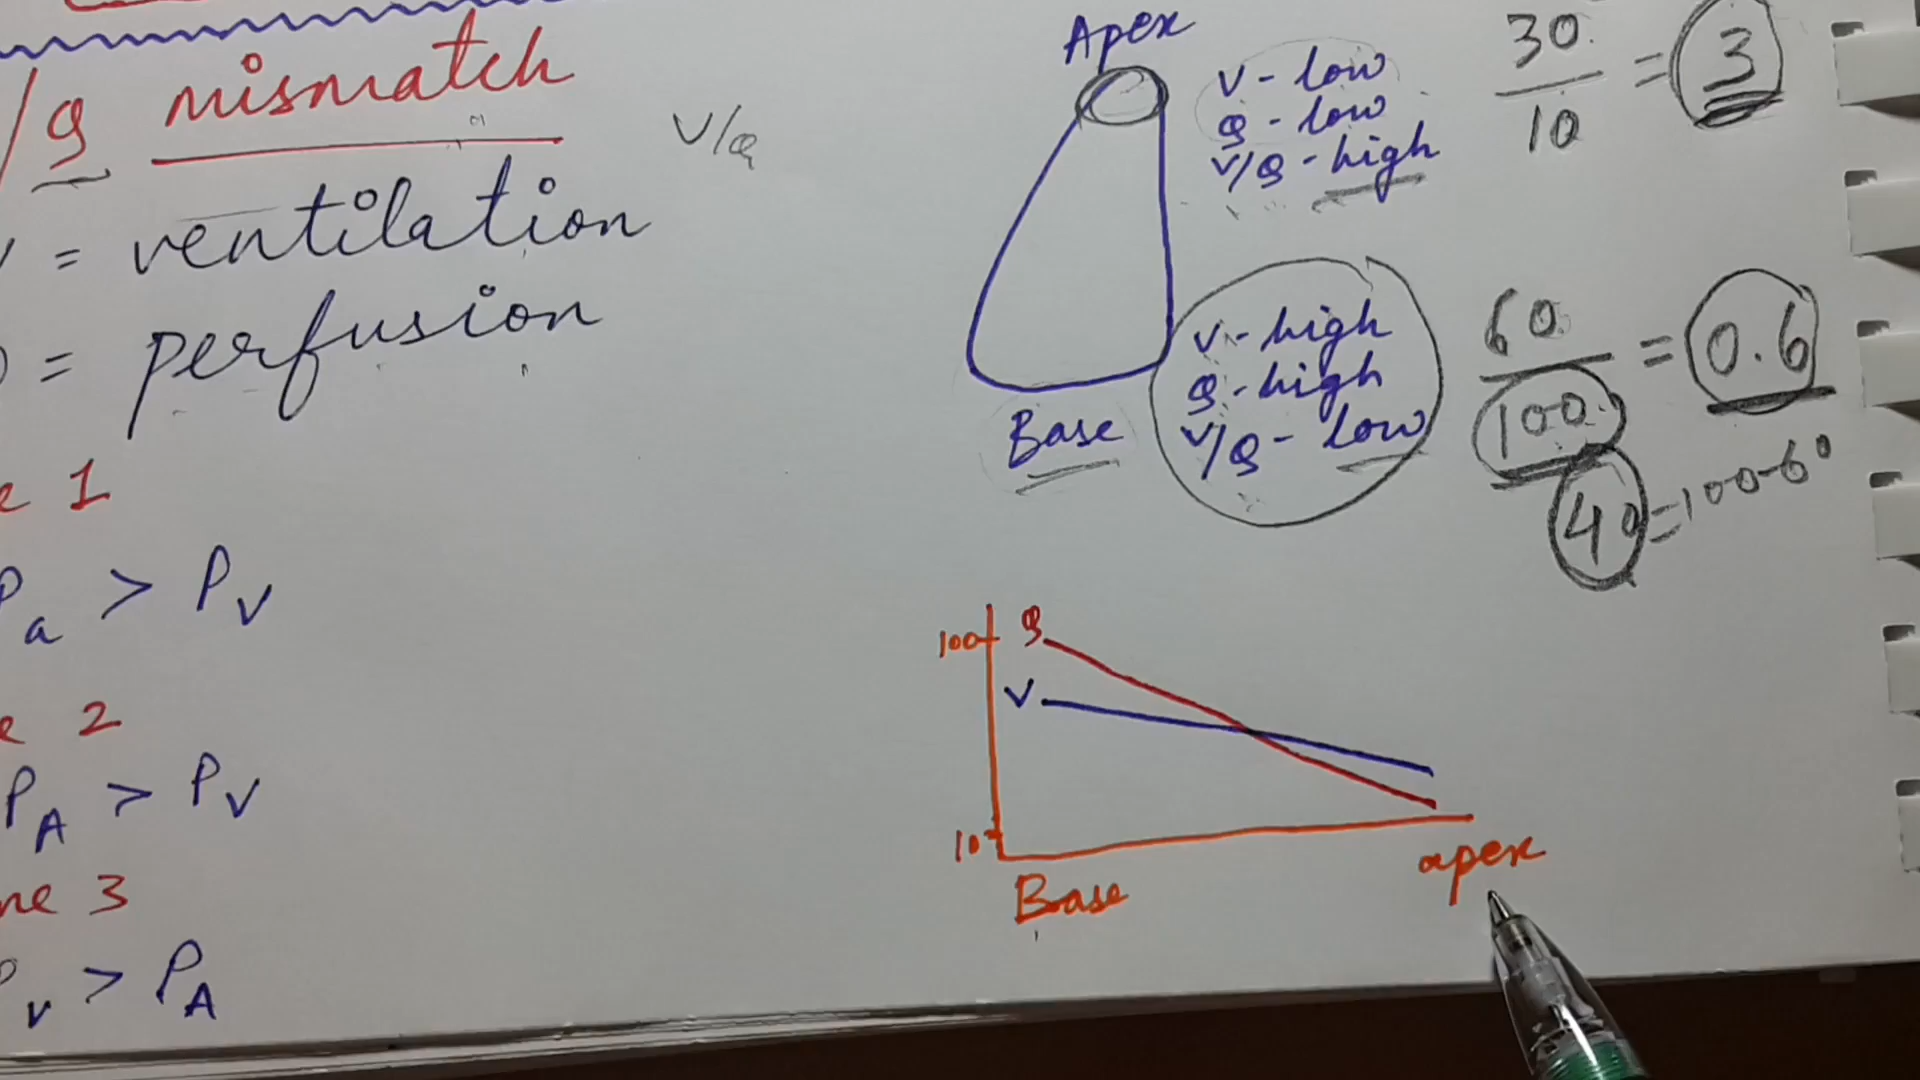 /Q mismatch
V/Q
= ventilation
= perfusion
e 1
Pa > PV
e 2
PA > PV
ne 3
v > PA
Apex
V - low
Q - low
V/Q - high
30
10
= 3
V - high
Q - high
V/Q - low
Base
60
100
= 0.6
40 = 100-60
100
Q
V
10
Base
apex